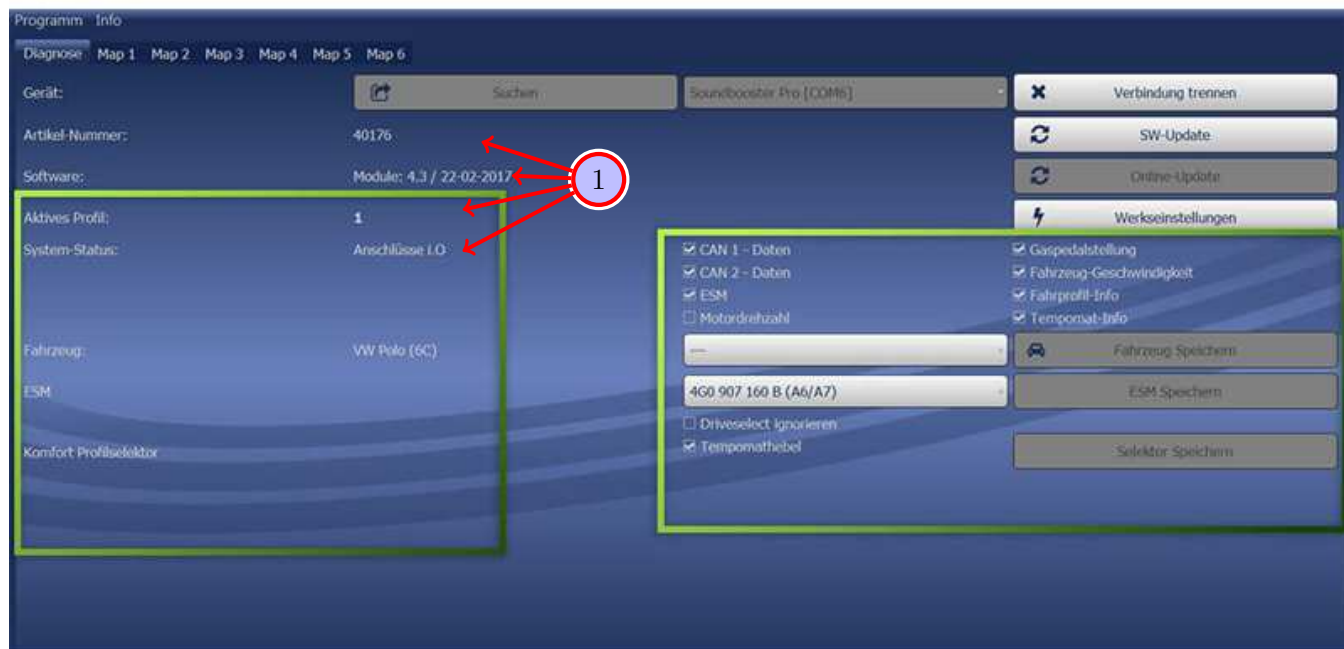 Programm Info
Diagnose Map 1 Map 2 Map 3 Map 4 Map 5 Map 6
Gerät: Suchen Soundbooster Pro [COM6] Verbindung trennen
Artikel-Nummer: 40176 SW-Update
Software: Module: 4.3 / 22-02-2017 1 Online-Update
Aktives Profil: 1 Werkseinstellungen
System-Status: Anschlüsse i.O CAN 1 - Daten Gaspedalstellung
CAN 2 - Daten Fahrzeug-Geschwindigkeit
ESM Fahrprofil-Info
Motordrehzahl Tempomat-Info
Fahrzeug: VW Polo (6C) --- Fahrzeug Speichern
ESM 4G0 907 160 B (A6/A7) ESM Speichern
Driveselect ignorieren
Komfort Profilselektor Tempomathebel Selektor Speichern